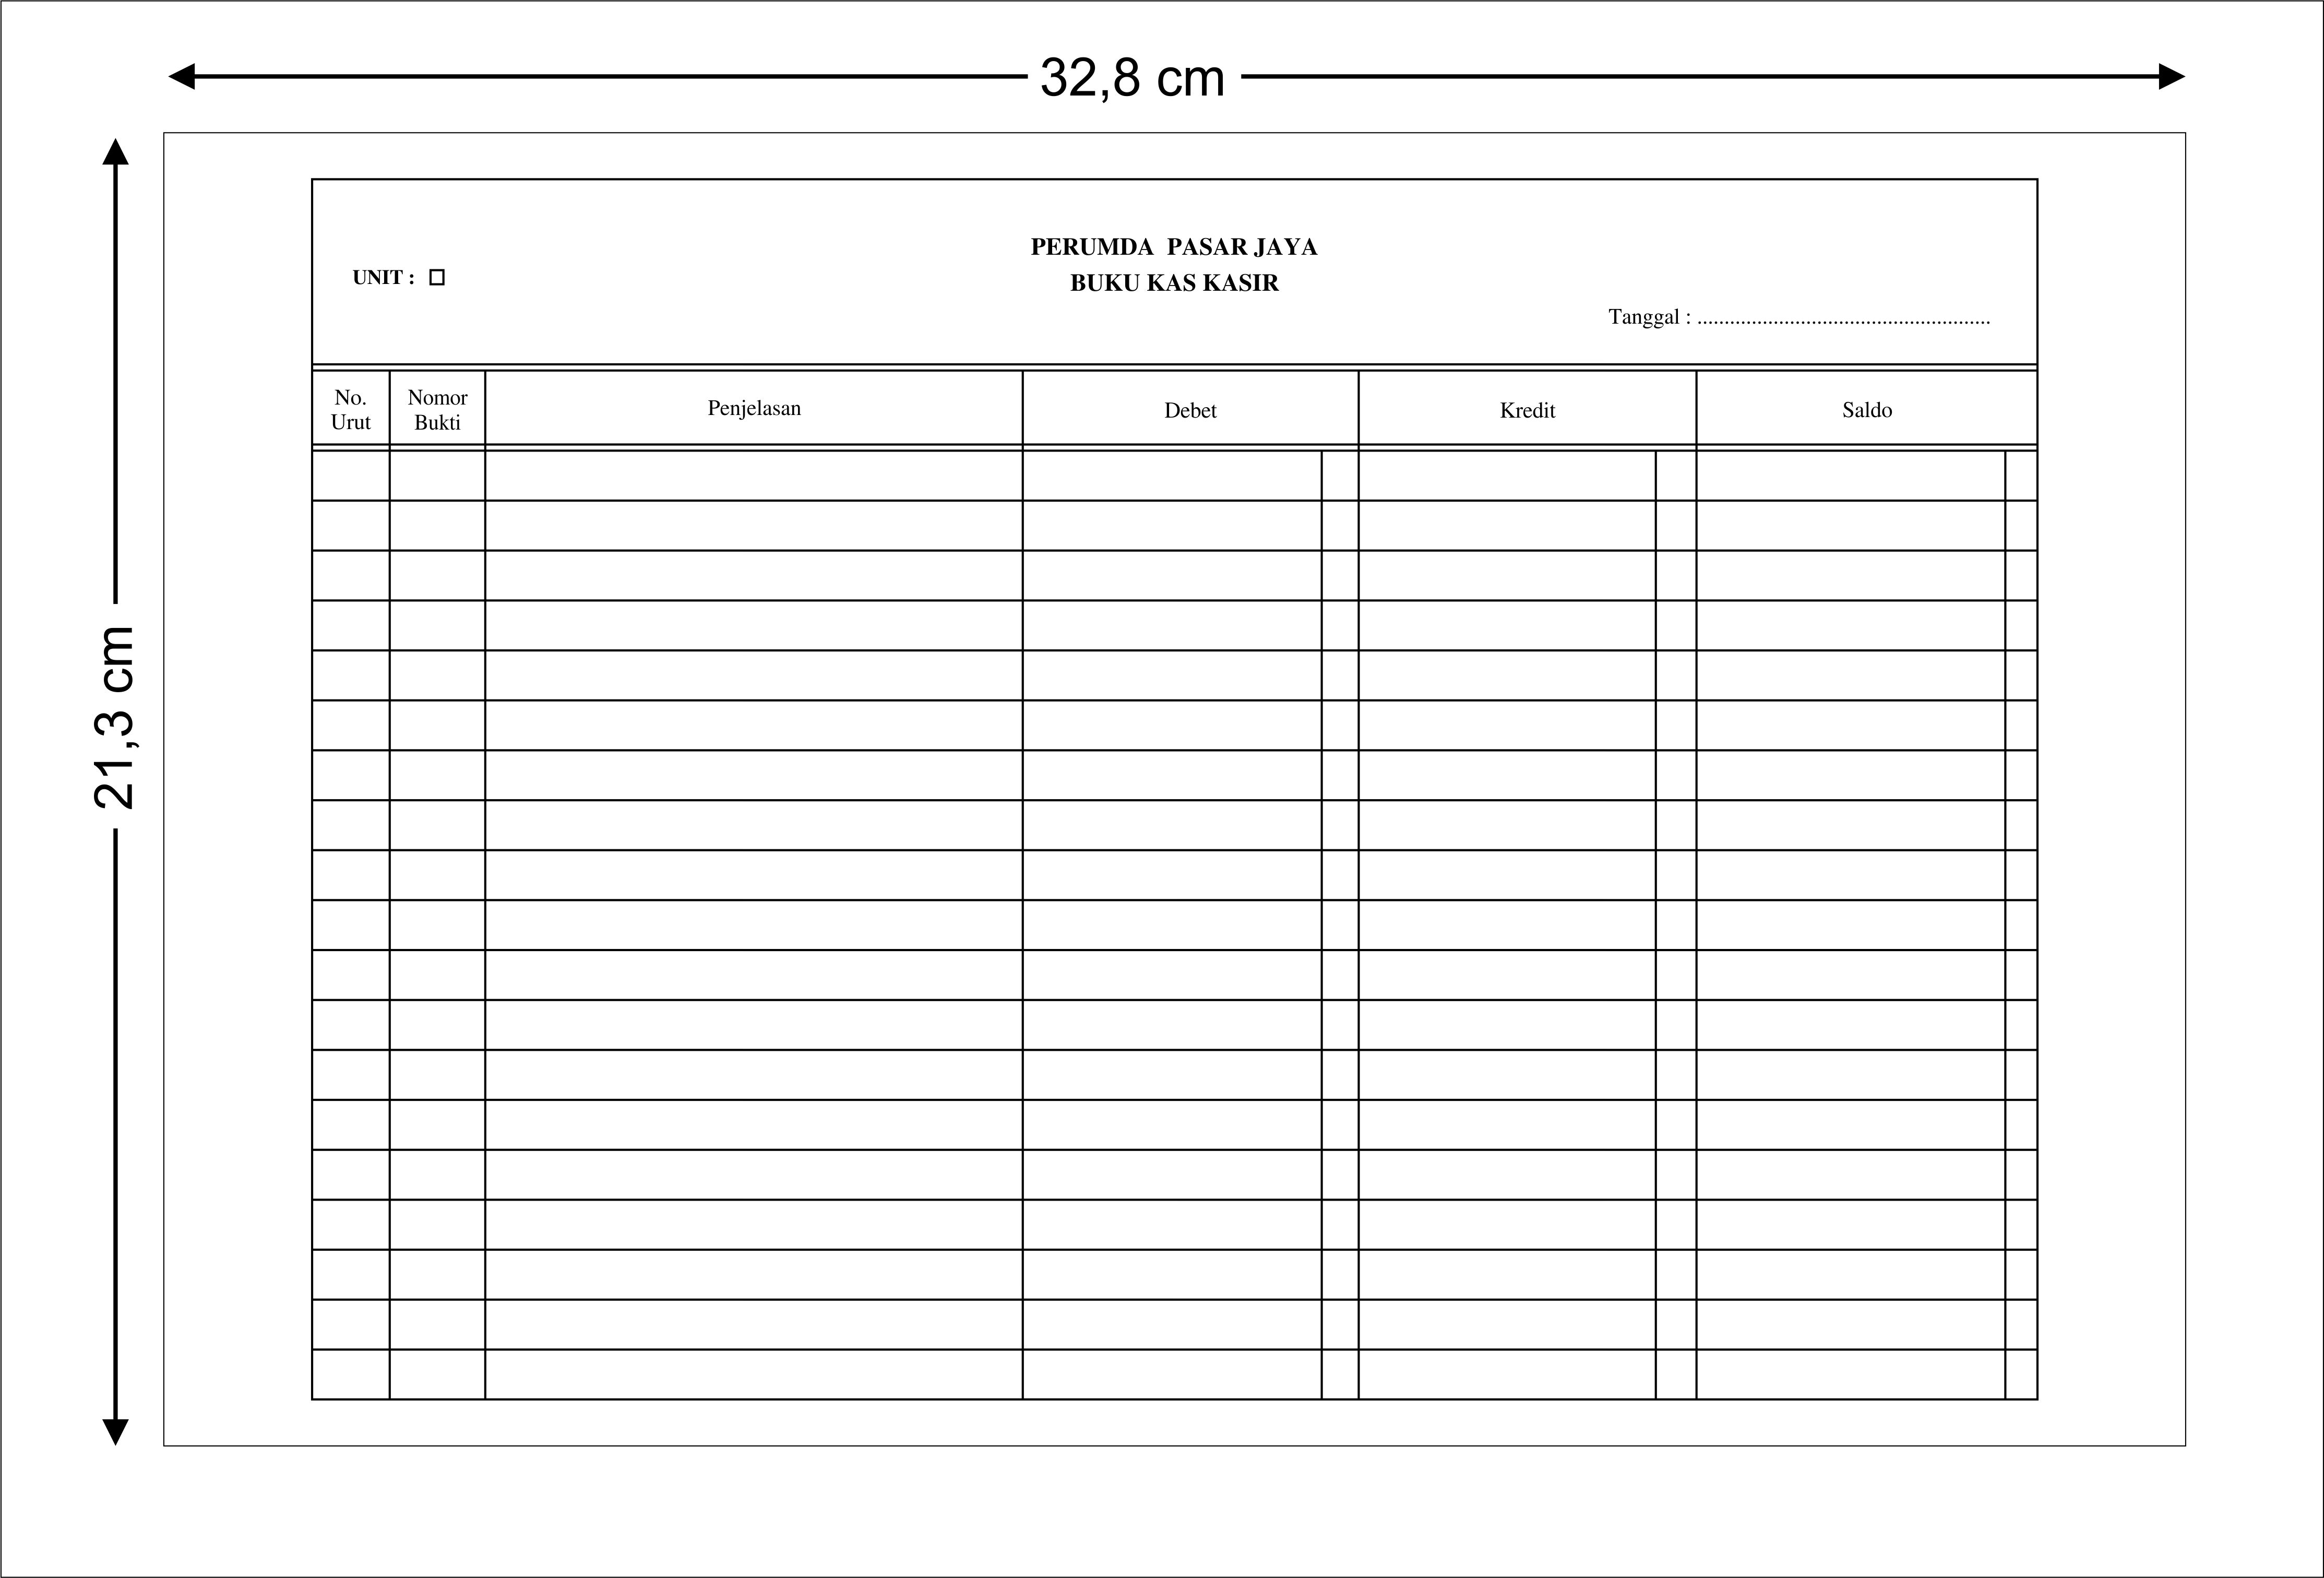 32,8 cm
21,3 cm
PERUMDA PASAR JAYA
BUKU KAS KASIR
UNIT :
Tanggal : ......................................................
No. Urut
Nomor Bukti
Penjelasan
Debet
Kredit
Saldo